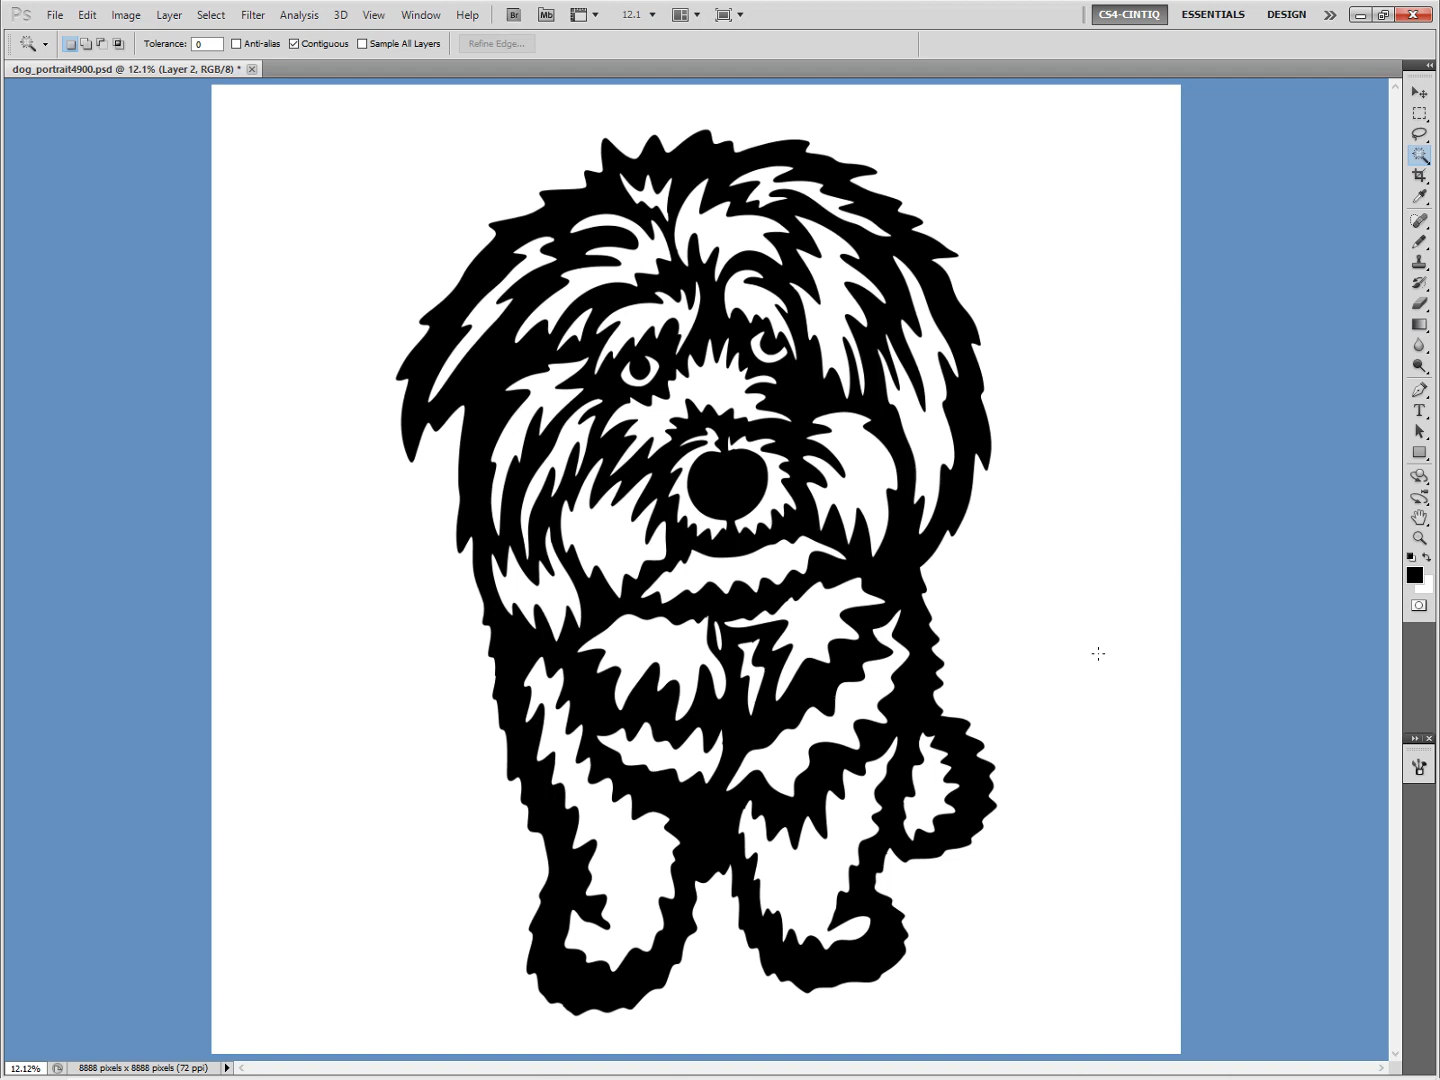 Ps File Edit Image Layer Select Filter Analysis 3D View Window Help Br Mb 12.1 CS4-CINTIQ ESSENTIALS DESIGN
Tolerance: 0 Anti-alias Contiguous Sample All Layers Refine Edge...
dog_portrait4900.psd @ 12.1% (Layer 2, RGB/8) *
T
12.12% 8888 pixels x 8888 pixels (72 ppi)